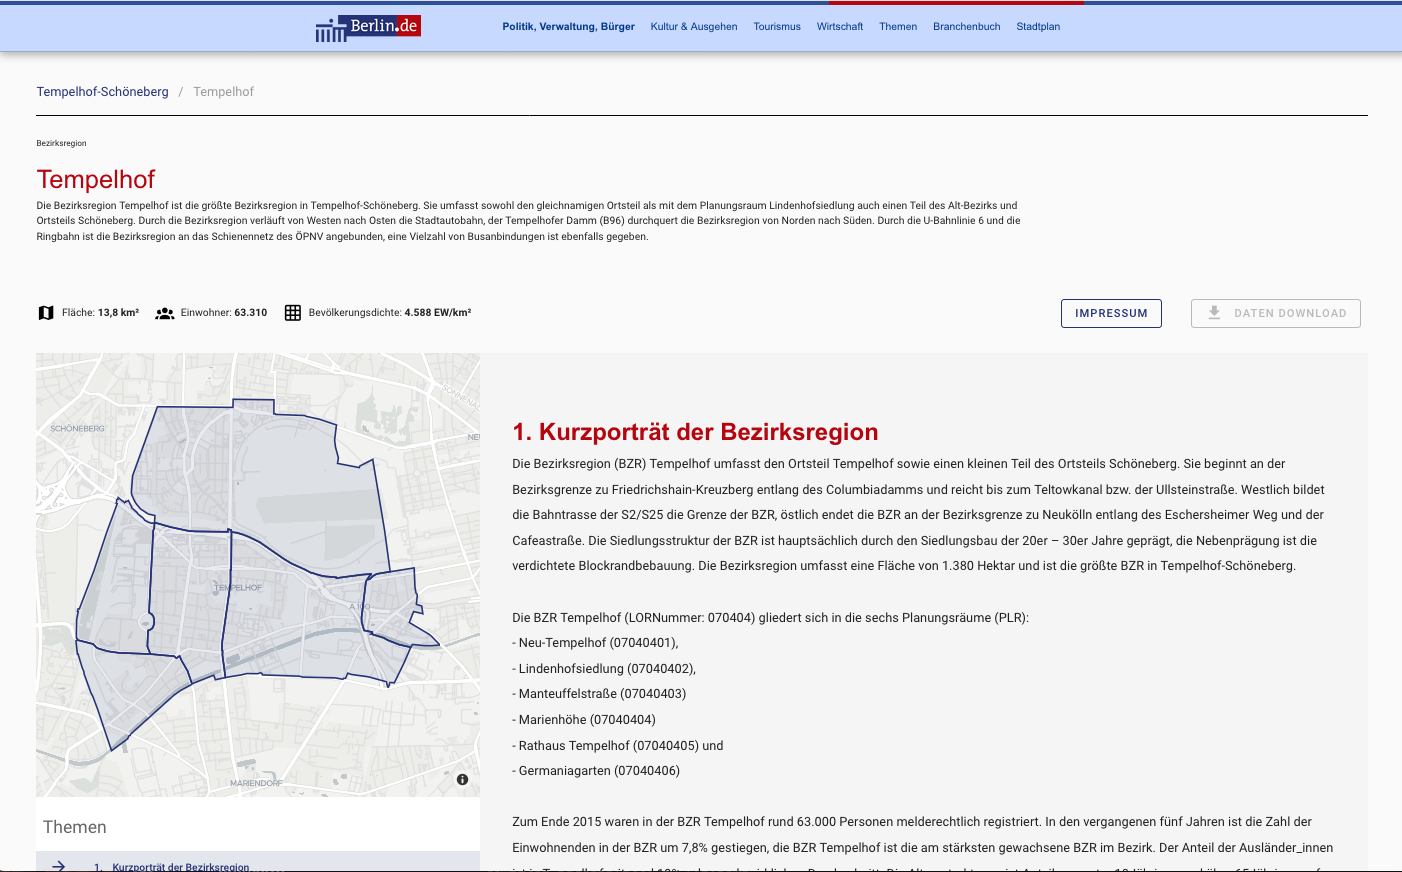 Berlin.de
Politik, Verwaltung, Bürger Kultur & Ausgehen Tourismus Wirtschaft Themen Branchenbuch Stadtplan
Tempelhof-Schöneberg / Tempelhof
Bezirksregion
Tempelhof
Die Bezirksregion Tempelhof ist die größte Bezirksregion in Tempelhof-Schöneberg. Sie umfasst sowohl den gleichnamigen Ortsteil als mit dem Planungsraum Lindenhofsiedlung auch einen Teil des Alt-Bezirks und
Ortsteils Schöneberg. Durch die Bezirksregion verläuft von Westen nach Osten die Stadtautobahn, der Tempelhofer Damm (B96) durchquert die Bezirksregion von Norden nach Süden. Durch die U-Bahnlinie 6 und die
Ringbahn ist die Bezirksregion an das Schienennetz des ÖPNV angebunden, eine Vielzahl von Busanbindungen ist ebenfalls gegeben.
Fläche: 13,8 km² Einwohner: 63.310 Bevölkerungsdichte: 4.588 EW/km²
IMPRESSUM
DATEN DOWNLOAD
SCHÖNEBERG
TEMPELHOF
A 100
MARIENDORF
Themen
1. Kurzporträt der Bezirksregion
1. Kurzporträt der Bezirksregion
Die Bezirksregion (BZR) Tempelhof umfasst den Ortsteil Tempelhof sowie einen kleinen Teil des Ortsteils Schöneberg. Sie beginnt an der
Bezirksgrenze zu Friedrichshain-Kreuzberg entlang des Columbiadamms und reicht bis zum Teltowkanal bzw. der Ullsteinstraße. Westlich bildet
die Bahntrasse der S2/S25 die Grenze der BZR, östlich endet die BZR an der Bezirksgrenze zu Neukölln entlang des Eschersheimer Weg und der
Cafeastraße. Die Siedlungsstruktur der BZR ist hauptsächlich durch den Siedlungsbau der 20er – 30er Jahre geprägt, die Nebenprägung ist die
verdichtete Blockrandbebauung. Die Bezirksregion umfasst eine Fläche von 1.380 Hektar und ist die größte BZR in Tempelhof-Schöneberg.
Die BZR Tempelhof (LORNummer: 070404) gliedert sich in die sechs Planungsräume (PLR):
- Neu-Tempelhof (07040401),
- Lindenhofsiedlung (07040402),
- Manteuffelstraße (07040403)
- Marienhöhe (07040404)
- Rathaus Tempelhof (07040405) und
- Germaniagarten (07040406)
Zum Ende 2015 waren in der BZR Tempelhof rund 63.000 Personen melderechtlich registriert. In den vergangenen fünf Jahren ist die Zahl der
Einwohnenden in der BZR um 7,8% gestiegen, die BZR Tempelhof ist die am stärksten gewachsene BZR im Bezirk. Der Anteil der Ausländer_innen